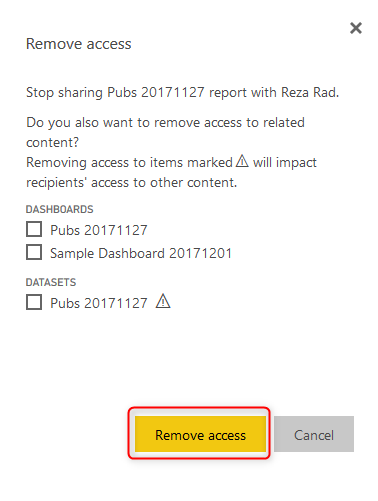 Remove access
Stop sharing Pubs 20171127 report with Reza Rad.
Do you also want to remove access to related
content?
Removing access to items marked⚠ will impact
recipients' access to other content.
DASHBOARDS
Pubs 20171127
Sample Dashboard 20171201
DATASETS
Pubs 20171127 ⚠
Remove access
Cancel